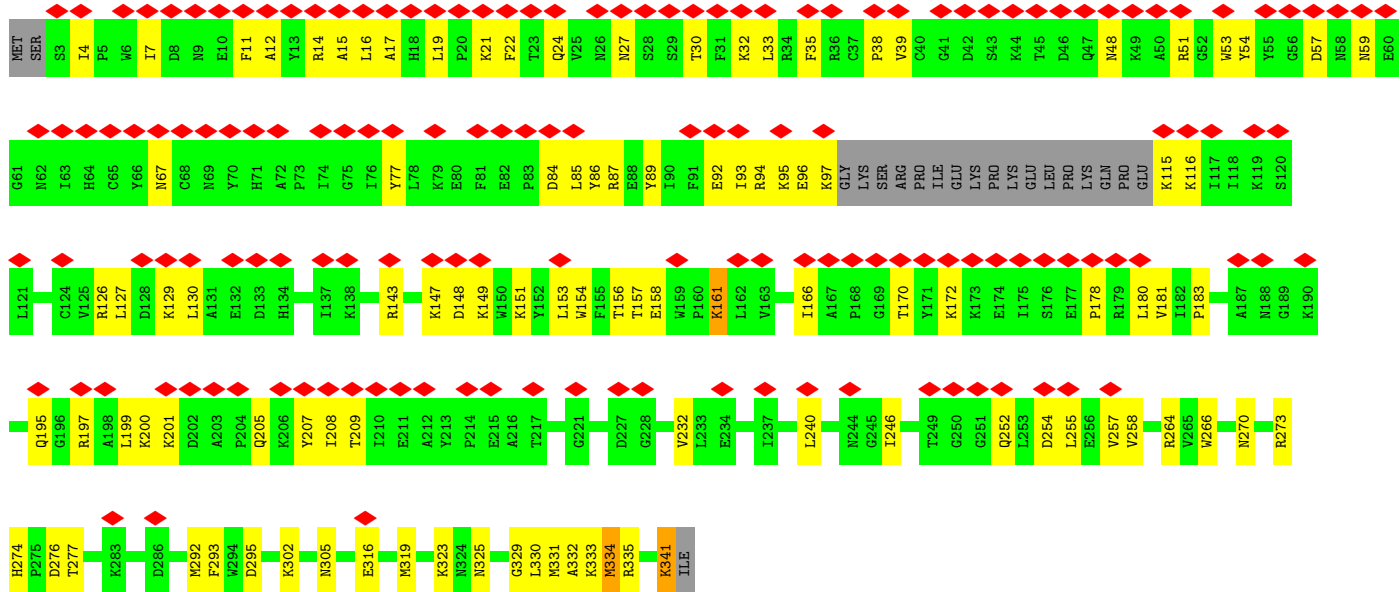 MET SER S3 I4 P5 W6 I7 D8 N9 E10 F11 A12 Y13 R14 A15 L16 A17 H18 L19 P20 K21 F22 T23 Q24 V25 N26 N27 S28 S29 T30 F31 K32 L33 R34 F35 R36 C37 P38 V39 C40 G41 D42 S43 K44 T45 D46 Q47 N48 K49 A50 R51 G52 W53 Y54 Y55 G56 D57 N58 N59 E60
G61 N62 I63 H64 C65 Y66 N67 C68 N69 Y70 H71 A72 P73 I74 G75 I76 Y77 L78 K79 E80 F81 E82 P83 D84 L85 Y86 R87 E88 Y89 I90 F91 E92 I93 R94 K95 E96 K97 GLY LYS SER ARG PRO ILE GLU LYS PRO LYS GLU LEU PRO LYS GLN PRO GLU K115 K116 I117 I118 K119 S120
L121 C124 V125 R126 L127 D128 K129 L130 A131 E132 D133 H134 I137 K138 R143 K147 D148 K149 W150 K151 Y152 L153 W154 F155 T156 T157 E158 W159 P160 K161 L162 V163 I166 A167 P168 G169 T170 Y171 K172 K173 E174 I175 S176 E177 P178 R179 L180 V181 I182 P183 A187 N188 G189 K190
Q195 G196 R197 A198 L199 K200 K201 D202 A203 P204 Q205 K206 Y207 I208 T209 I210 E211 A212 Y213 P214 E215 A216 T217 G221 D227 G228 V232 L233 E234 I237 L240 N244 G245 I246 T249 G250 G251 Q252 L253 D254 L255 E256 V257 V258 R264 V265 W266 N270 R273
H274 P275 D276 T277 K283 D286 M292 F293 W294 D295 K302 N305 E316 M319 K323 N324 N325 G329 L330 M331 A332 K333 M334 R335 K341 ILE